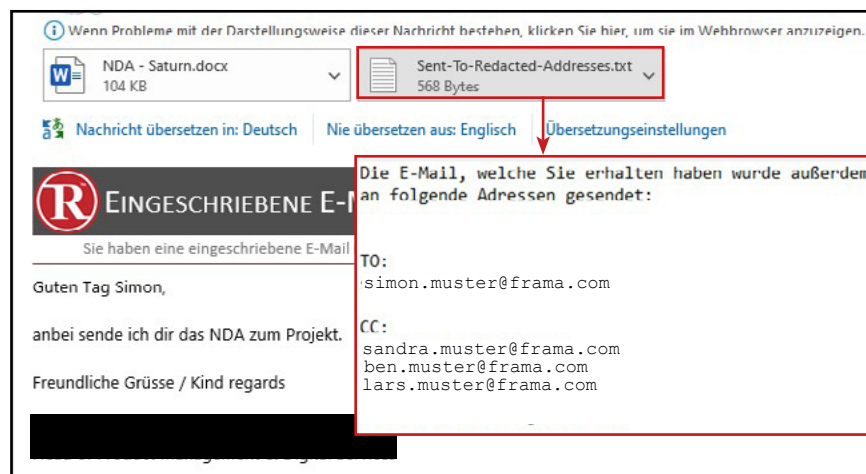 Wenn Probleme mit der Darstellungsweise dieser Nachricht bestehen, klicken Sie hier, um sie im Webbrowser anzuzeigen.
NDA - Saturn.docx
104 KB
Sent-To-Redacted-Addresses.txt
568 Bytes
Nachricht übersetzen in: Deutsch
Nie übersetzen aus: Englisch
Übersetzungseinstellungen
R EINGESCHRIEBENE
Sie haben eine eingeschriebene E-Mail
Guten Tag Simon,
anbei sende ich dir das NDA zum Projekt.
Freundliche Grüsse / Kind regards
Die E-Mail, welche Sie erhalten haben wurde außerdem
an folgende Adressen gesendet:
TO:
simon.muster@frama.com
CC:
sandra.muster@frama.com
ben.muster@frama.com
lars.muster@frama.com